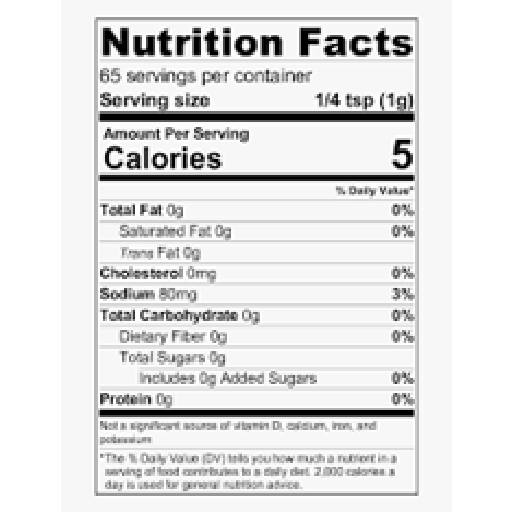 Nutrition Facts
65 servings per container
Serving size 1/4 tsp (1g)
Amount Per Serving
Calories 5
% Daily Value*
Total Fat 0g 0%
Saturated Fat 0g 0%
Trans Fat 0g
Cholesterol 0mg 0%
Sodium 80mg 3%
Total Carbohydrate 0g 0%
Dietary Fiber 0g 0%
Total Sugars 0g
Includes 0g Added Sugars 0%
Protein 0g 0%
Not a significant source of vitamin D, calcium, iron, and
potassium
*The % Daily Value (DV) tells you how much a nutrient in a
serving of food contributes to a daily diet. 2,000 calories a
day is used for general nutrition advice.